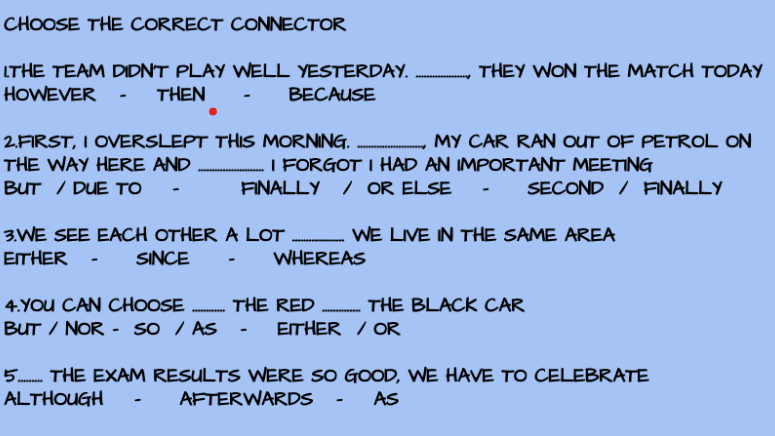 CHOOSE THE CORRECT CONNECTOR
1.THE TEAM DIDN'T PLAY WELL YESTERDAY. ..................., THEY WON THE MATCH TODAY
HOWEVER - THEN - BECAUSE
2.FIRST, I OVERSLEPT THIS MORNING. ........................, MY CAR RAN OUT OF PETROL ON
THE WAY HERE AND ........................ I FORGOT I HAD AN IMPORTANT MEETING
BUT / DUE TO - FINALLY / OR ELSE - SECOND / FINALLY
3.WE SEE EACH OTHER A LOT ................... WE LIVE IN THE SAME AREA
EITHER - SINCE - WHEREAS
4.YOU CAN CHOOSE ............ THE RED .............. THE BLACK CAR
BUT / NOR - SO / AS - EITHER / OR
5......... THE EXAM RESULTS WERE SO GOOD, WE HAVE TO CELEBRATE
ALTHOUGH - AFTERWARDS - AS